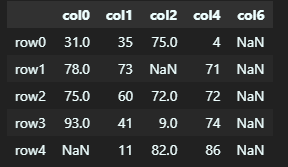 col0 col1 col2 col4 col6
row0 31.0 35 75.0 4 NaN
row1 78.0 73 NaN 71 NaN
row2 75.0 60 72.0 72 NaN
row3 93.0 41 9.0 74 NaN
row4 NaN 11 82.0 86 NaN